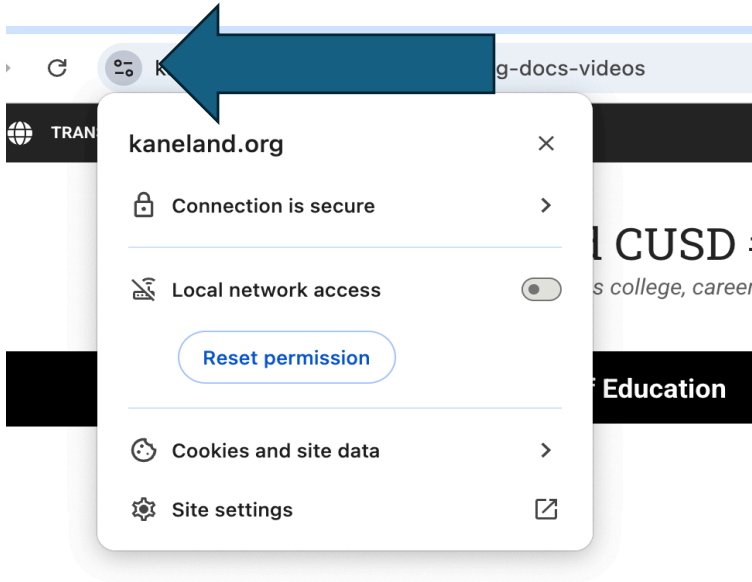 g-docs-videos
TRAN
kaneland.org
Connection is secure
CUSD
Local network access
s college, career
Reset permission
f Education
Cookies and site data
Site settings